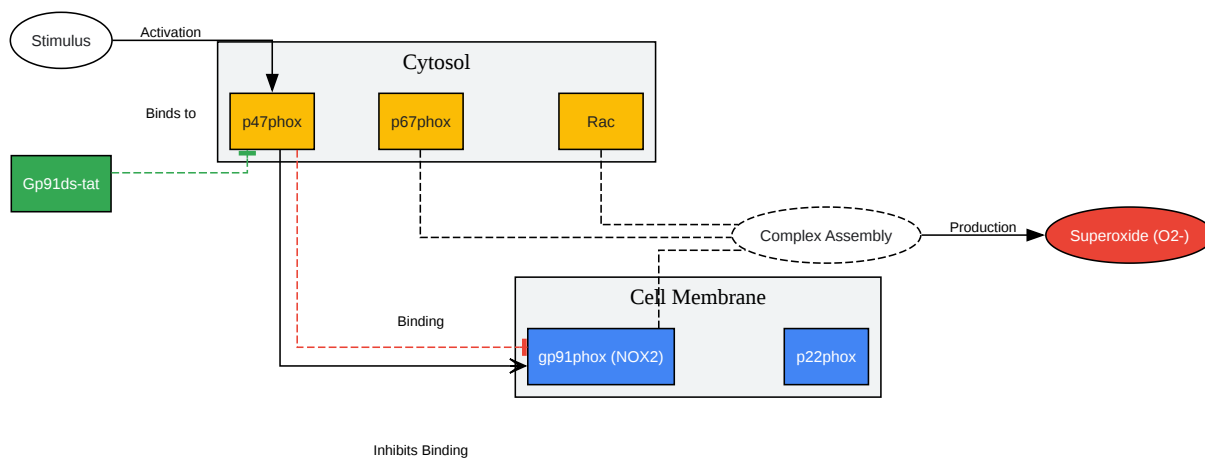 Stimulus
Activation
Cytosol
Binds to
p47phox
p67phox
Rac
Gp91ds-tat
Complex Assembly
Production
Superoxide (O2-)
Cell Membrane
Binding
gp91phox (NOX2)
p22phox
Inhibits Binding